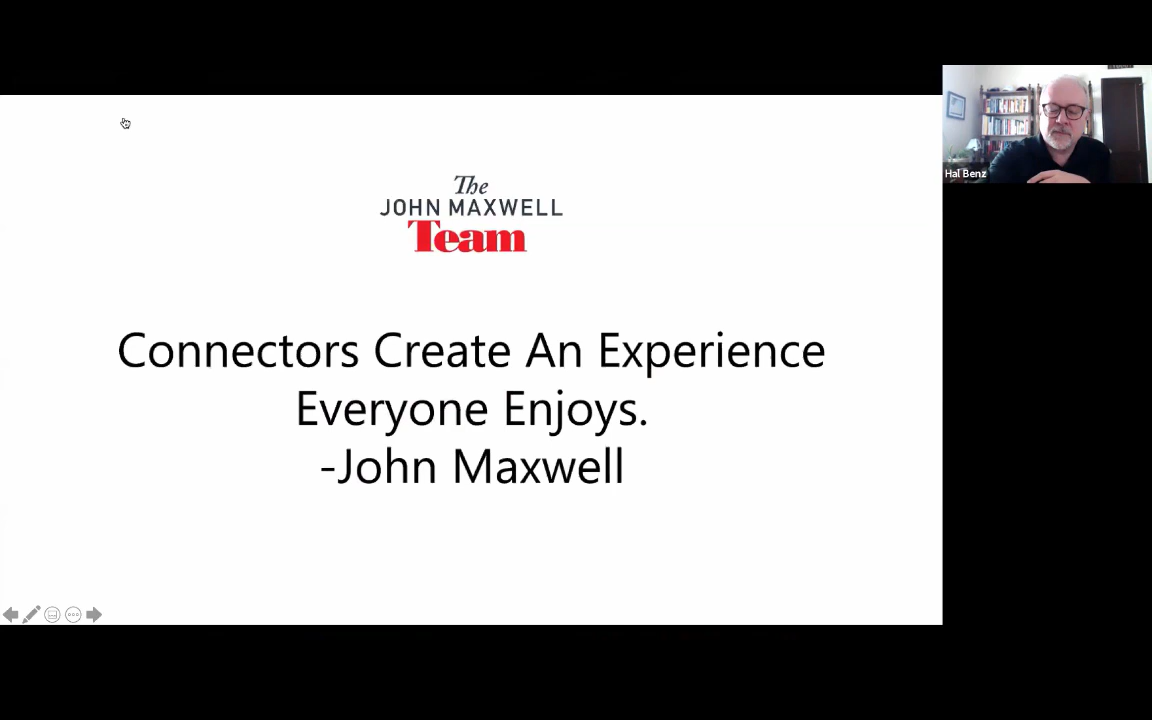 The
JOHN MAXWELL
Team
Connectors Create An Experience
Everyone Enjoys.
-John Maxwell
Hal Benz